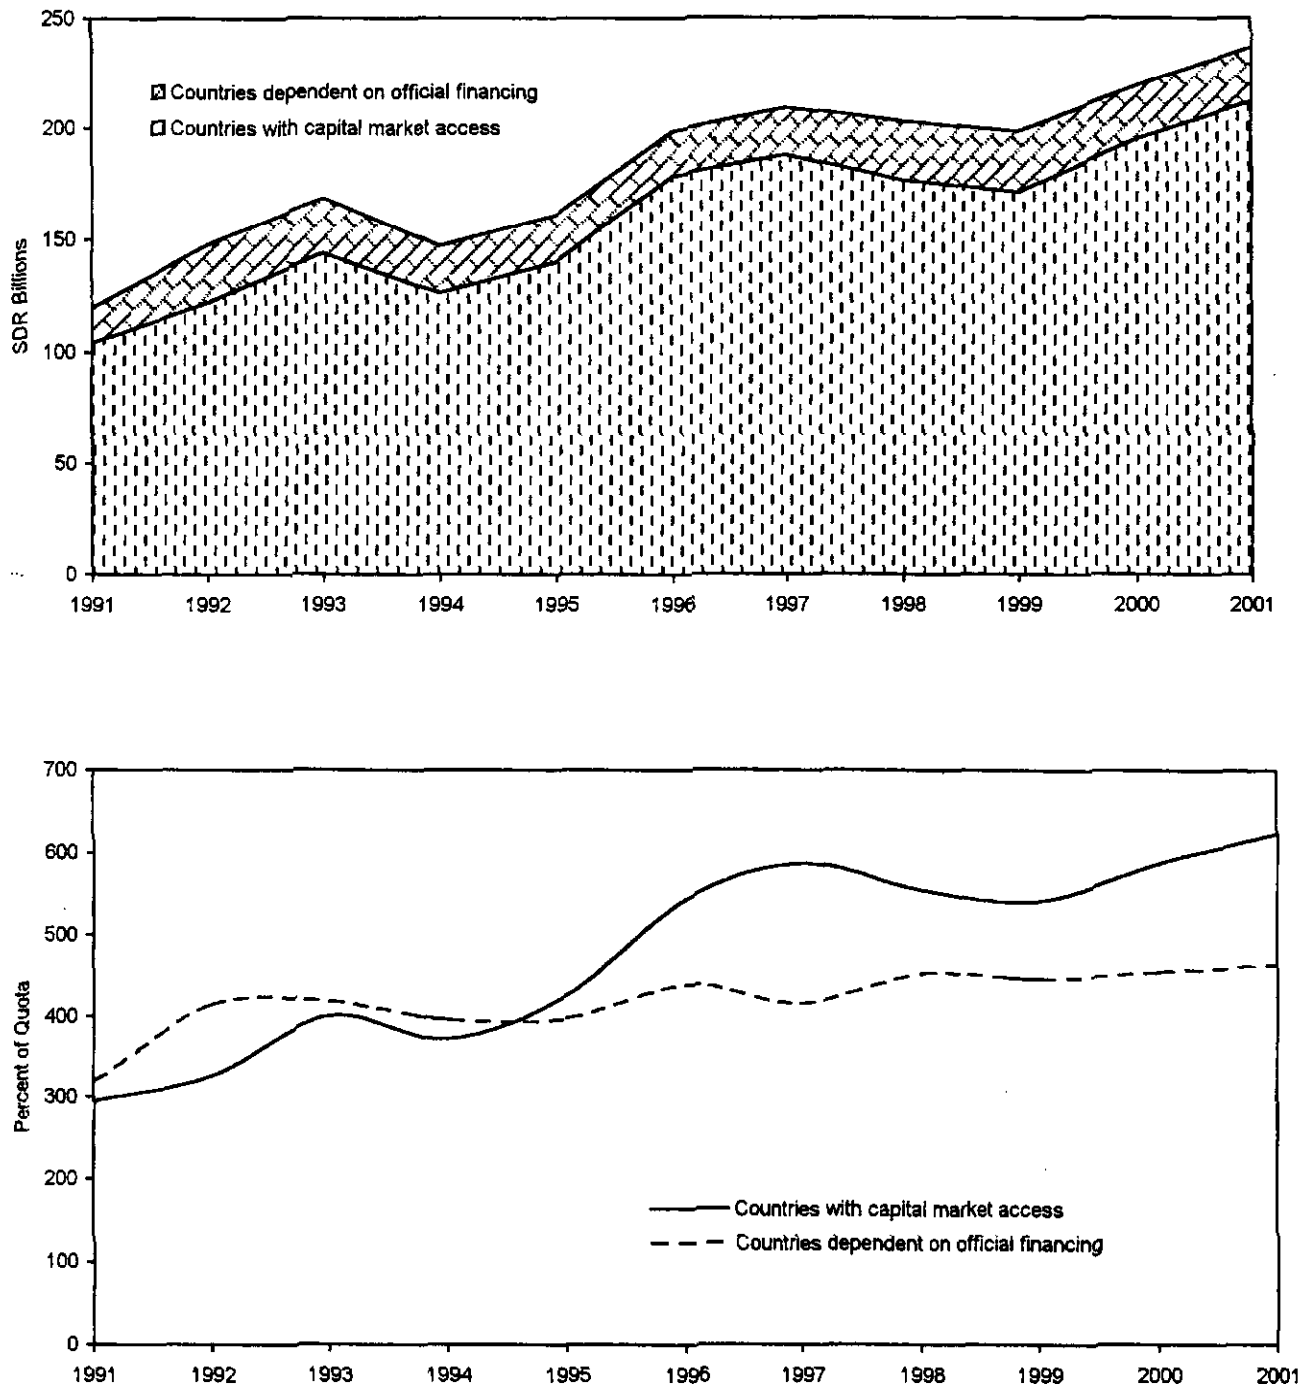 250
200
150
100
50
0
SDR Billions
Countries dependent on official financing
Countries with capital market access
1991 1992 1993 1994 1995 1996 1997 1998 1999 2000 2001
700
600
500
400
300
200
100
0
Percent of Quota
Countries with capital market access
Countries dependent on official financing
1991 1992 1993 1994 1995 1996 1997 1998 1999 2000 2001